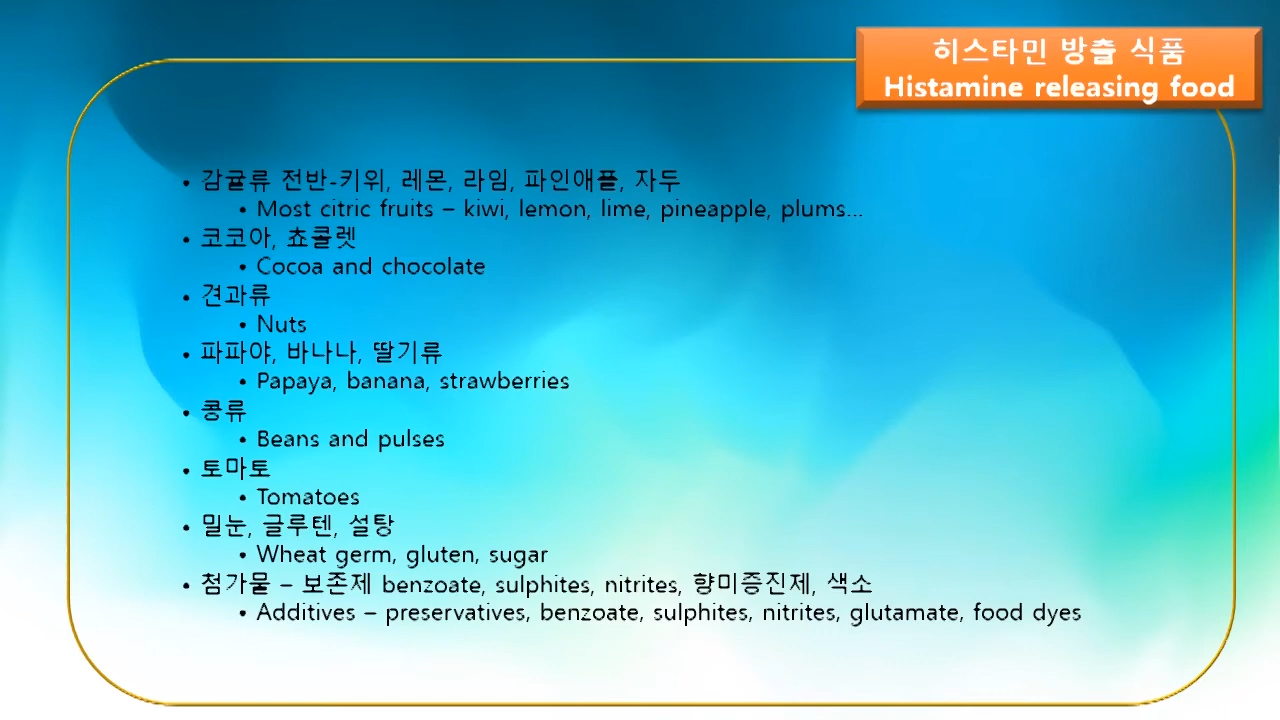 히스타민 방출 식품
Histamine releasing food
• 감귤류 전반-키위, 레몬, 라임, 파인애플, 자두
• Most citric fruits – kiwi, lemon, lime, pineapple, plums...
• 코코아, 쵸콜렛
• Cocoa and chocolate
• 견과류
• Nuts
• 파파야, 바나나, 딸기류
• Papaya, banana, strawberries
• 콩류
• Beans and pulses
• 토마토
• Tomatoes
• 밀눈, 글루텐, 설탕
• Wheat germ, gluten, sugar
• 첨가물 – 보존제 benzoate, sulphites, nitrites, 향미증진제, 색소
• Additives – preservatives, benzoate, sulphites, nitrites, glutamate, food dyes